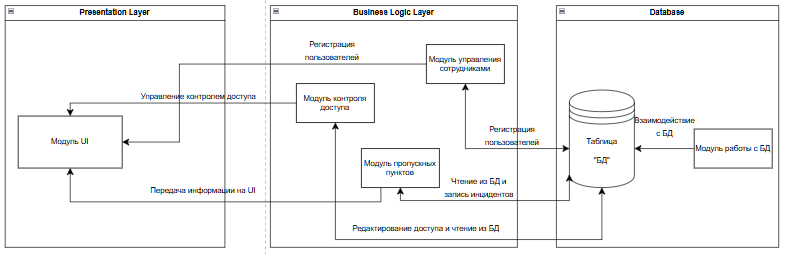 Presentation Layer
Business Logic Layer
Database
Регистрация
пользователей
Модуль управления
сотрудниками
Управление контролем доступа
Модуль контроля
доступа
Модуль UI
Регистрация
пользователей
Таблица
"БД"
Взаимодействие
с БД
Модуль работы с БД
Модуль пропускных
пунктов
Передача информации на UI
Чтение из БД и
запись инцидентов
Редактирование доступа и чтение из БД